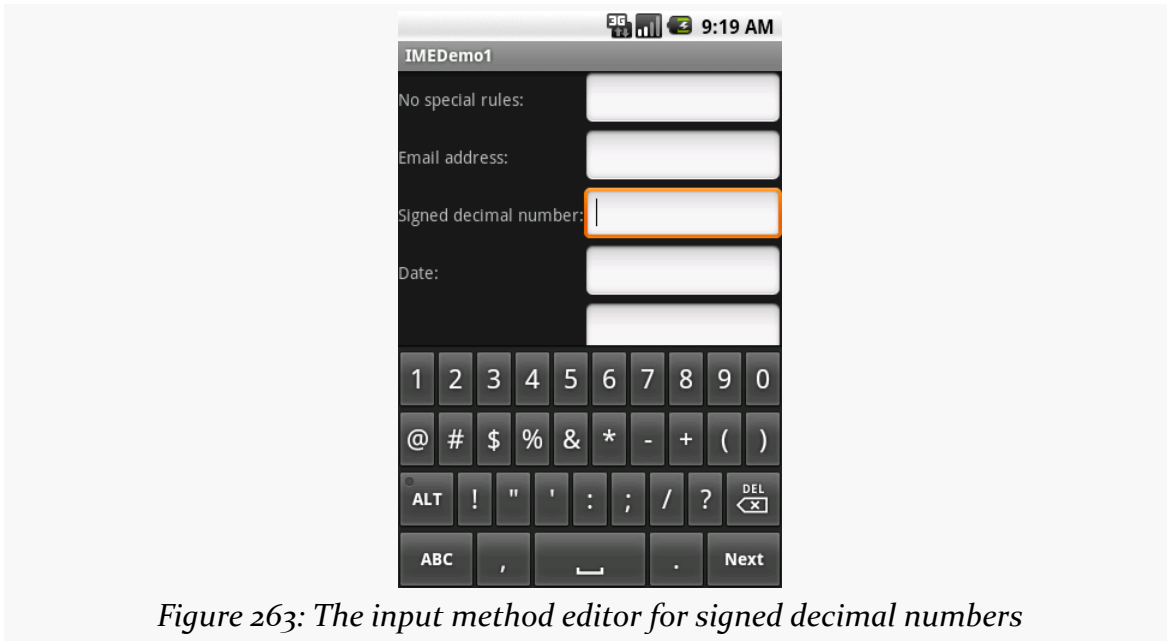 3G 9:19 AM
IMEDemo1
No special rules:
Email address:
Signed decimal number:
Date:
1 2 3 4 5 6 7 8 9 0
@ # $ % & * - + ( )
ALT ! " ' : ; / ? DEL
ABC , . Next
Figure 263: The input method editor for signed decimal numbers